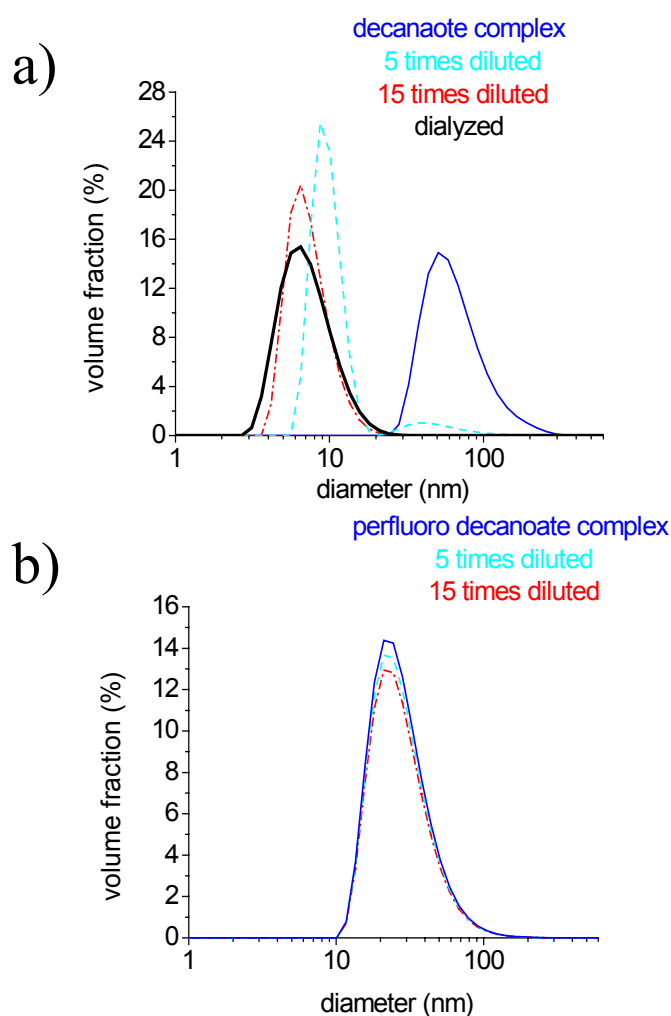 decanaote complex
a)
5 times diluted
15 times diluted
dialyzed
28
24
20
16
12
8
4
0
volume fraction (%)
1 10 100
diameter (nm)
perfluoro decanoate complex
b)
5 times diluted
15 times diluted
16
14
12
10
8
6
4
2
0
volume fraction (%)
1 10 100
diameter (nm)